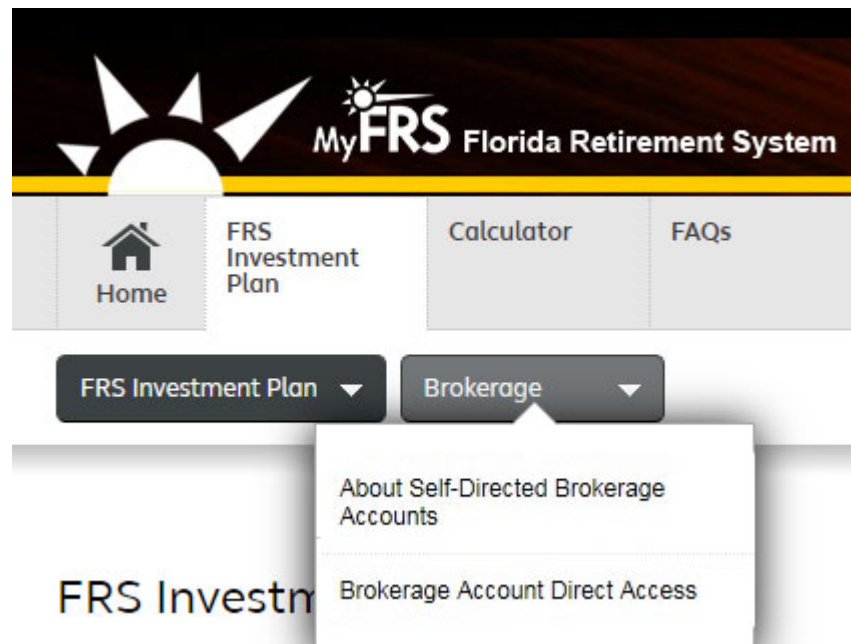 MyFRS Florida Retirement System
Home
FRS
Investment
Plan
Calculator
FAQs
FRS Investment Plan
Brokerage
About Self-Directed Brokerage
Accounts
Brokerage Account Direct Access
FRS